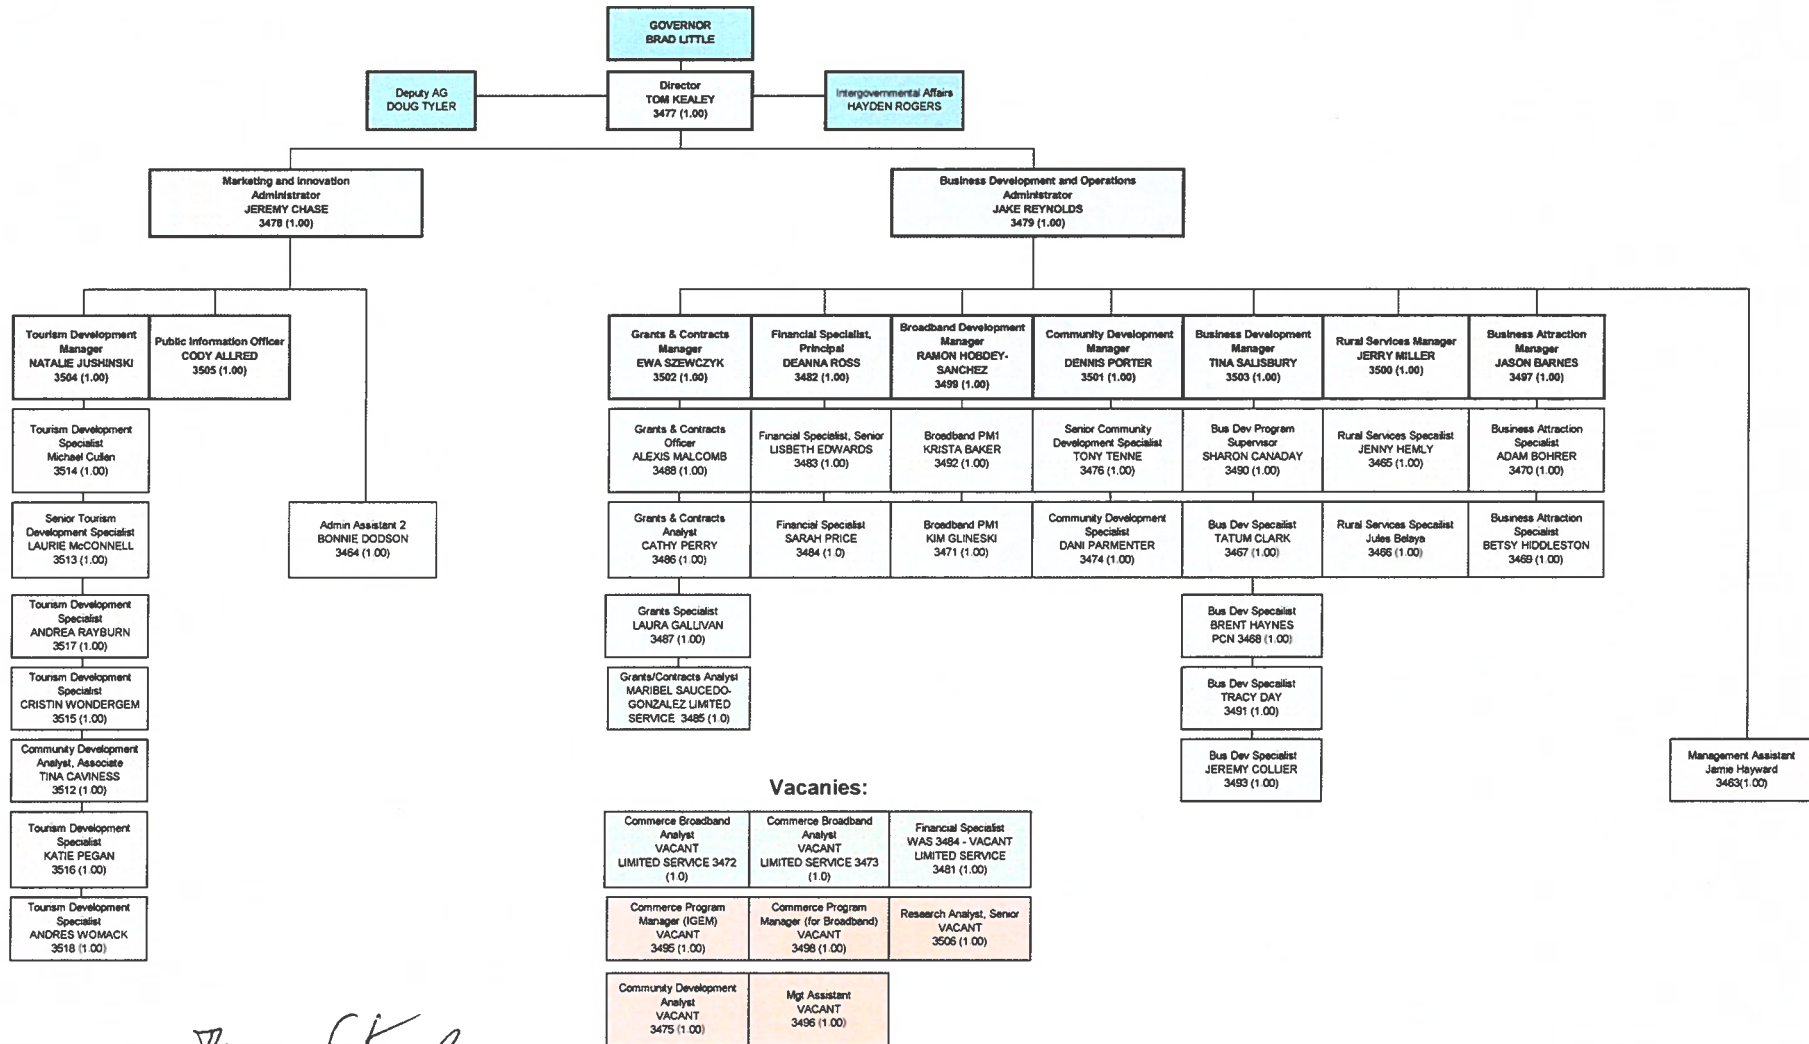 GOVERNOR
BRAD LITTLE
Deputy AG
DOUG TYLER
Director
TOM KEALEY
3477 (1.00)
Intergovernmental Affairs
HAYDEN ROGERS
Marketing and Innovation
Administrator
JEREMY CHASE
3478 (1.00)
Business Development and Operations
Administrator
JAKE REYNOLDS
3479 (1.00)
Tourism Development
Manager
NATALIE JUSHINSKI
3504 (1.00)
Public Information Officer
CODY ALLRED
3505 (1.00)
Grants & Contracts
Manager
EWA SZEWCZYK
3502 (1.00)
Financial Specialist,
Principal
DEANNA ROSS
3482 (1.00)
Broadband Development
Manager
RAMON HOBDEY-
SANCHEZ
3499 (1.00)
Community Development
Manager
DENNIS PORTER
3501 (1.00)
Business Development
Manager
TINA SALISBURY
3503 (1.00)
Rural Services Manager
JERRY MILLER
3500 (1.00)
Business Attraction
Manager
JASON BARNES
3497 (1.00)
Tourism Development
Specialist
Michael Cullen
3514 (1.00)
Grants & Contracts
Officer
ALEXIS MALCOMB
3488 (1.00)
Financial Specialist, Senior
LISBETH EDWARDS
3483 (1.00)
Broadband PM1
KRISTA BAKER
3492 (1.00)
Senior Community
Development Specialist
TONY TENNE
3476 (1.00)
Bus Dev Program
Supervisor
SHARON CANADAY
3490 (1.00)
Rural Services Specailist
JENNY HEMLY
3465 (1.00)
Business Attraction
Specialist
ADAM BOHRER
3470 (1.00)
Senior Tourism
Development Specialist
LAURIE McCONNELL
3513 (1.00)
Admin Assistant 2
BONNIE DODSON
3464 (1.00)
Grants & Contracts
Analyst
CATHY PERRY
3486 (1.00)
Financial Specialist
SARAH PRICE
3484 (1.0)
Broadband PM1
KIM GLINESKI
3471 (1.00)
Community Development
Specialist
DANI PARMENTER
3474 (1.00)
Bus Dev Specailist
TATUM CLARK
3467 (1.00)
Rural Services Specailist
Jules Belaya
3466 (1.00)
Business Attraction
Specialist
BETSY HIDDLESTON
3469 (1.00)
Tourism Development
Specialist
ANDREA RAYBURN
3517 (1.00)
Grants Specialist
LAURA GALLIVAN
3487 (1.00)
Bus Dev Specailist
BRENT HAYNES
PCN 3468 (1.00)
Tourism Development
Specialist
CRISTIN WONDERGEM
3515 (1.00)
Grants/Contracts Analyst
MARIBEL SAUCEDO-
GONZALEZ LIMITED
SERVICE 3485 (1.0)
Bus Dev Specailist
TRACY DAY
3491 (1.00)
Community Development
Analyst, Associate
TINA CAVINESS
3512 (1.00)
Bus Dev Specialist
JEREMY COLLIER
3493 (1.00)
Management Assistant
Jamie Hayward
3463(1.00)
Tourism Development
Specialist
KATIE PEGAN
3516 (1.00)
Tourism Development
Specialist
ANDRES WOMACK
3518 (1.00)
Vacanies:
Commerce Broadband
Analyst
VACANT
LIMITED SERVICE 3472
(1.0)
Commerce Broadband
Analyst
VACANT
LIMITED SERVICE 3473
(1.0)
Financial Specialist
WAS 3484 - VACANT
LIMITED SERVICE
3481 (1.00)
Commerce Program
Manager (IGEM)
VACANT
3495 (1.00)
Commerce Program
Manager (for Broadband)
VACANT
3498 (1.00)
Research Analyst, Senior
VACANT
3506 (1.00)
Community Development
Analyst
VACANT
3475 (1.00)
Mgt Assistant
VACANT
3496 (1.00)